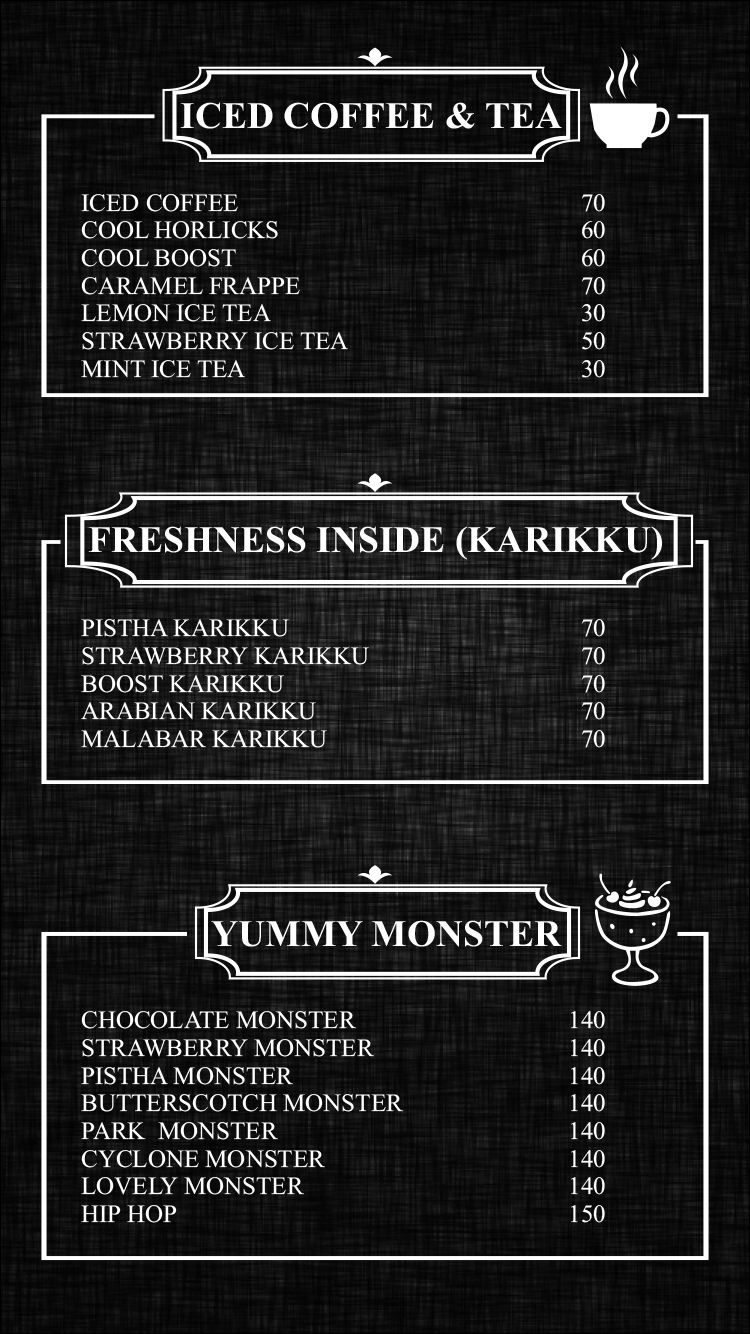 ICED COFFEE & TEA
ICED COFFEE 70
COOL HORLICKS 60
COOL BOOST 60
CARAMEL FRAPPE 70
LEMON ICE TEA 30
STRAWBERRY ICE TEA 50
MINT ICE TEA 30
FRESHNESS INSIDE (KARIKKU)
PISTHA KARIKKU 70
STRAWBERRY KARIKKU 70
BOOST KARIKKU 70
ARABIAN KARIKKU 70
MALABAR KARIKKU 70
YUMMY MONSTER
CHOCOLATE MONSTER 140
STRAWBERRY MONSTER 140
PISTHA MONSTER 140
BUTTERSCOTCH MONSTER 140
PARK MONSTER 140
CYCLONE MONSTER 140
LOVELY MONSTER 140
HIP HOP 150